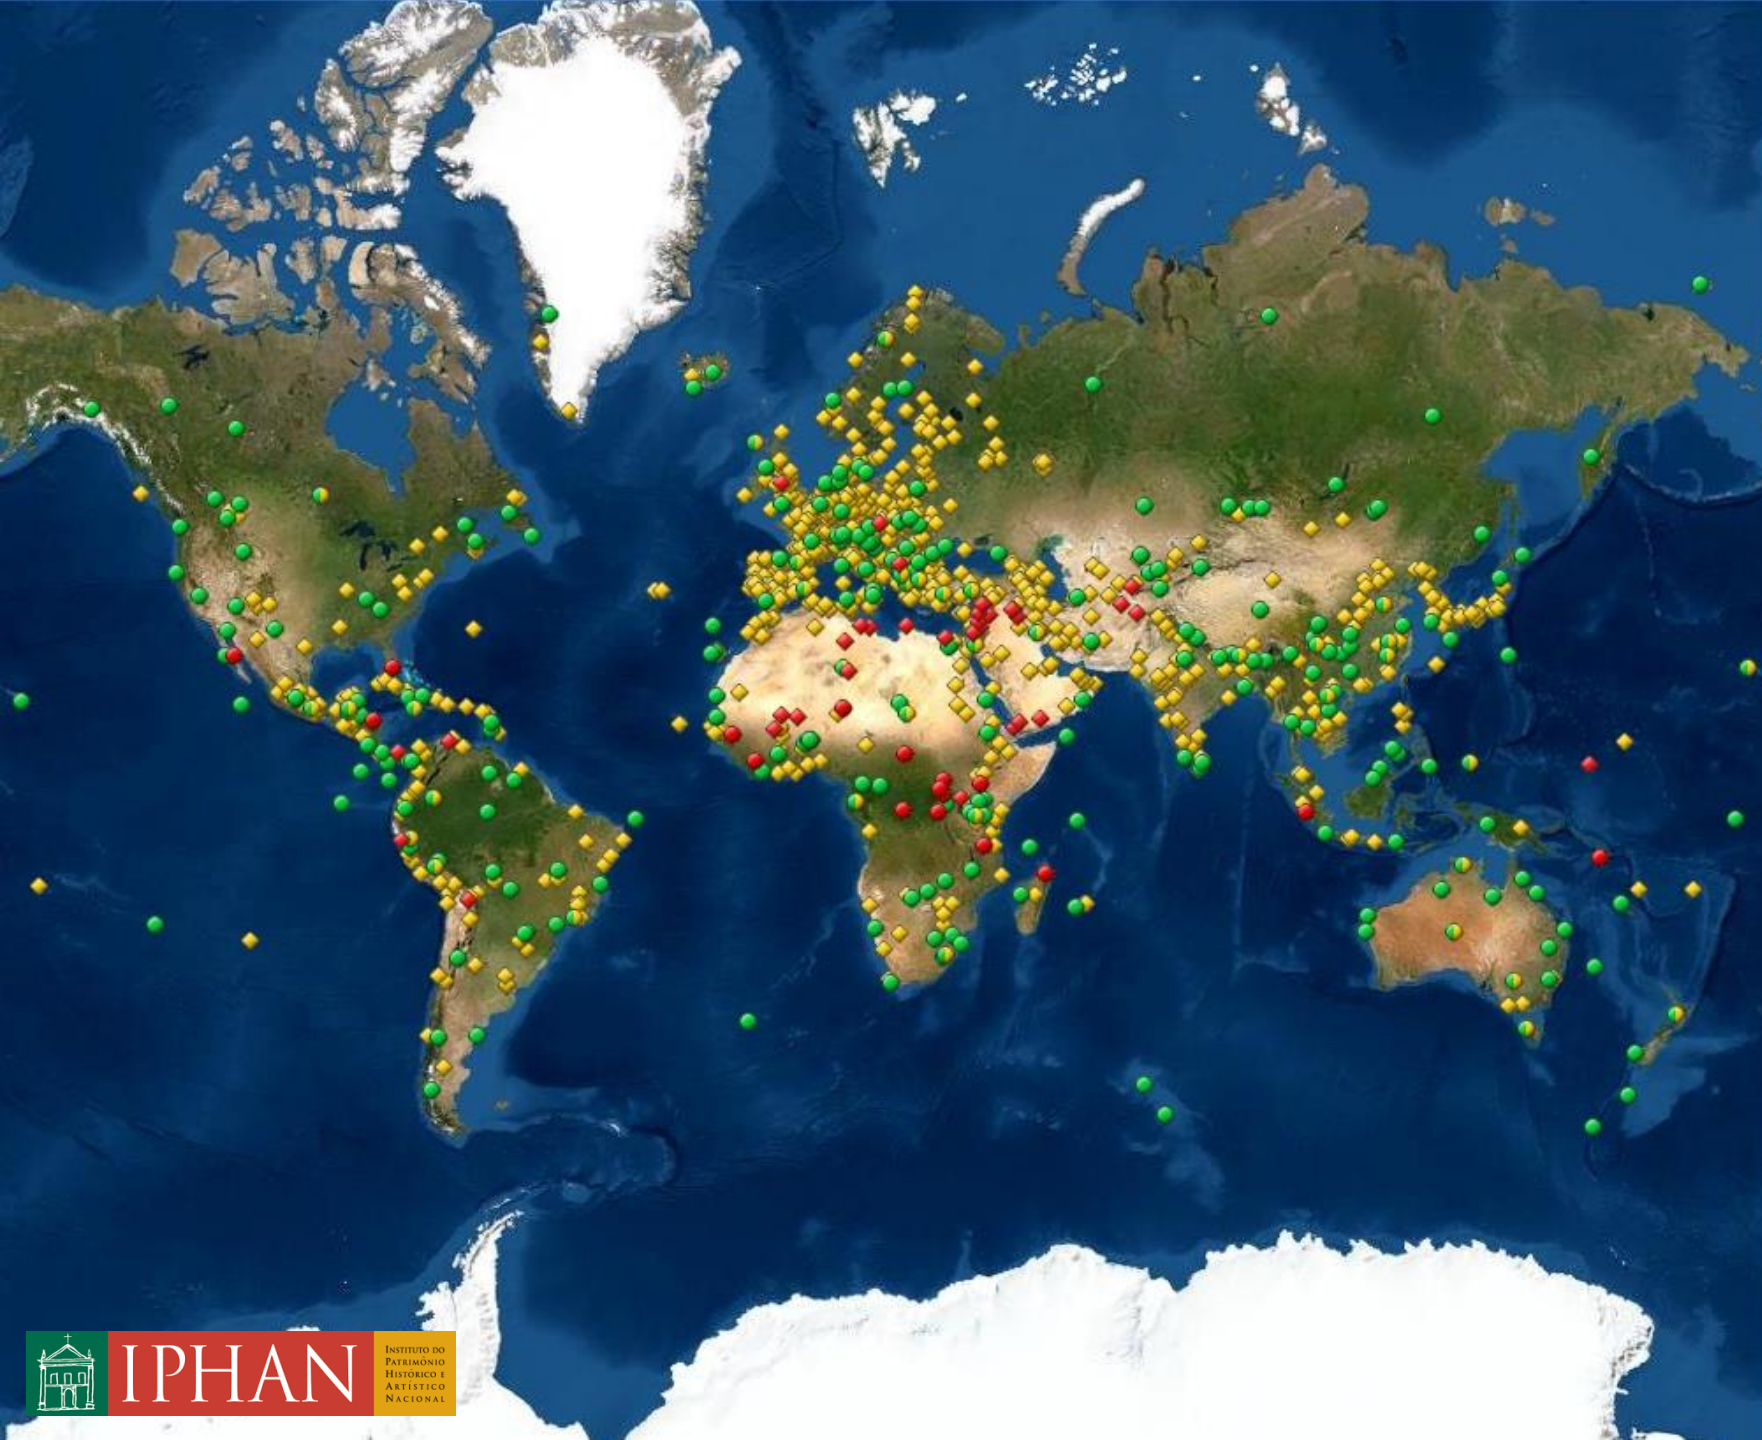 IPHAN
INSTITUTO DO
PATRIMÔNIO
HISTÓRICO E
ARTÍSTICO
NACIONAL